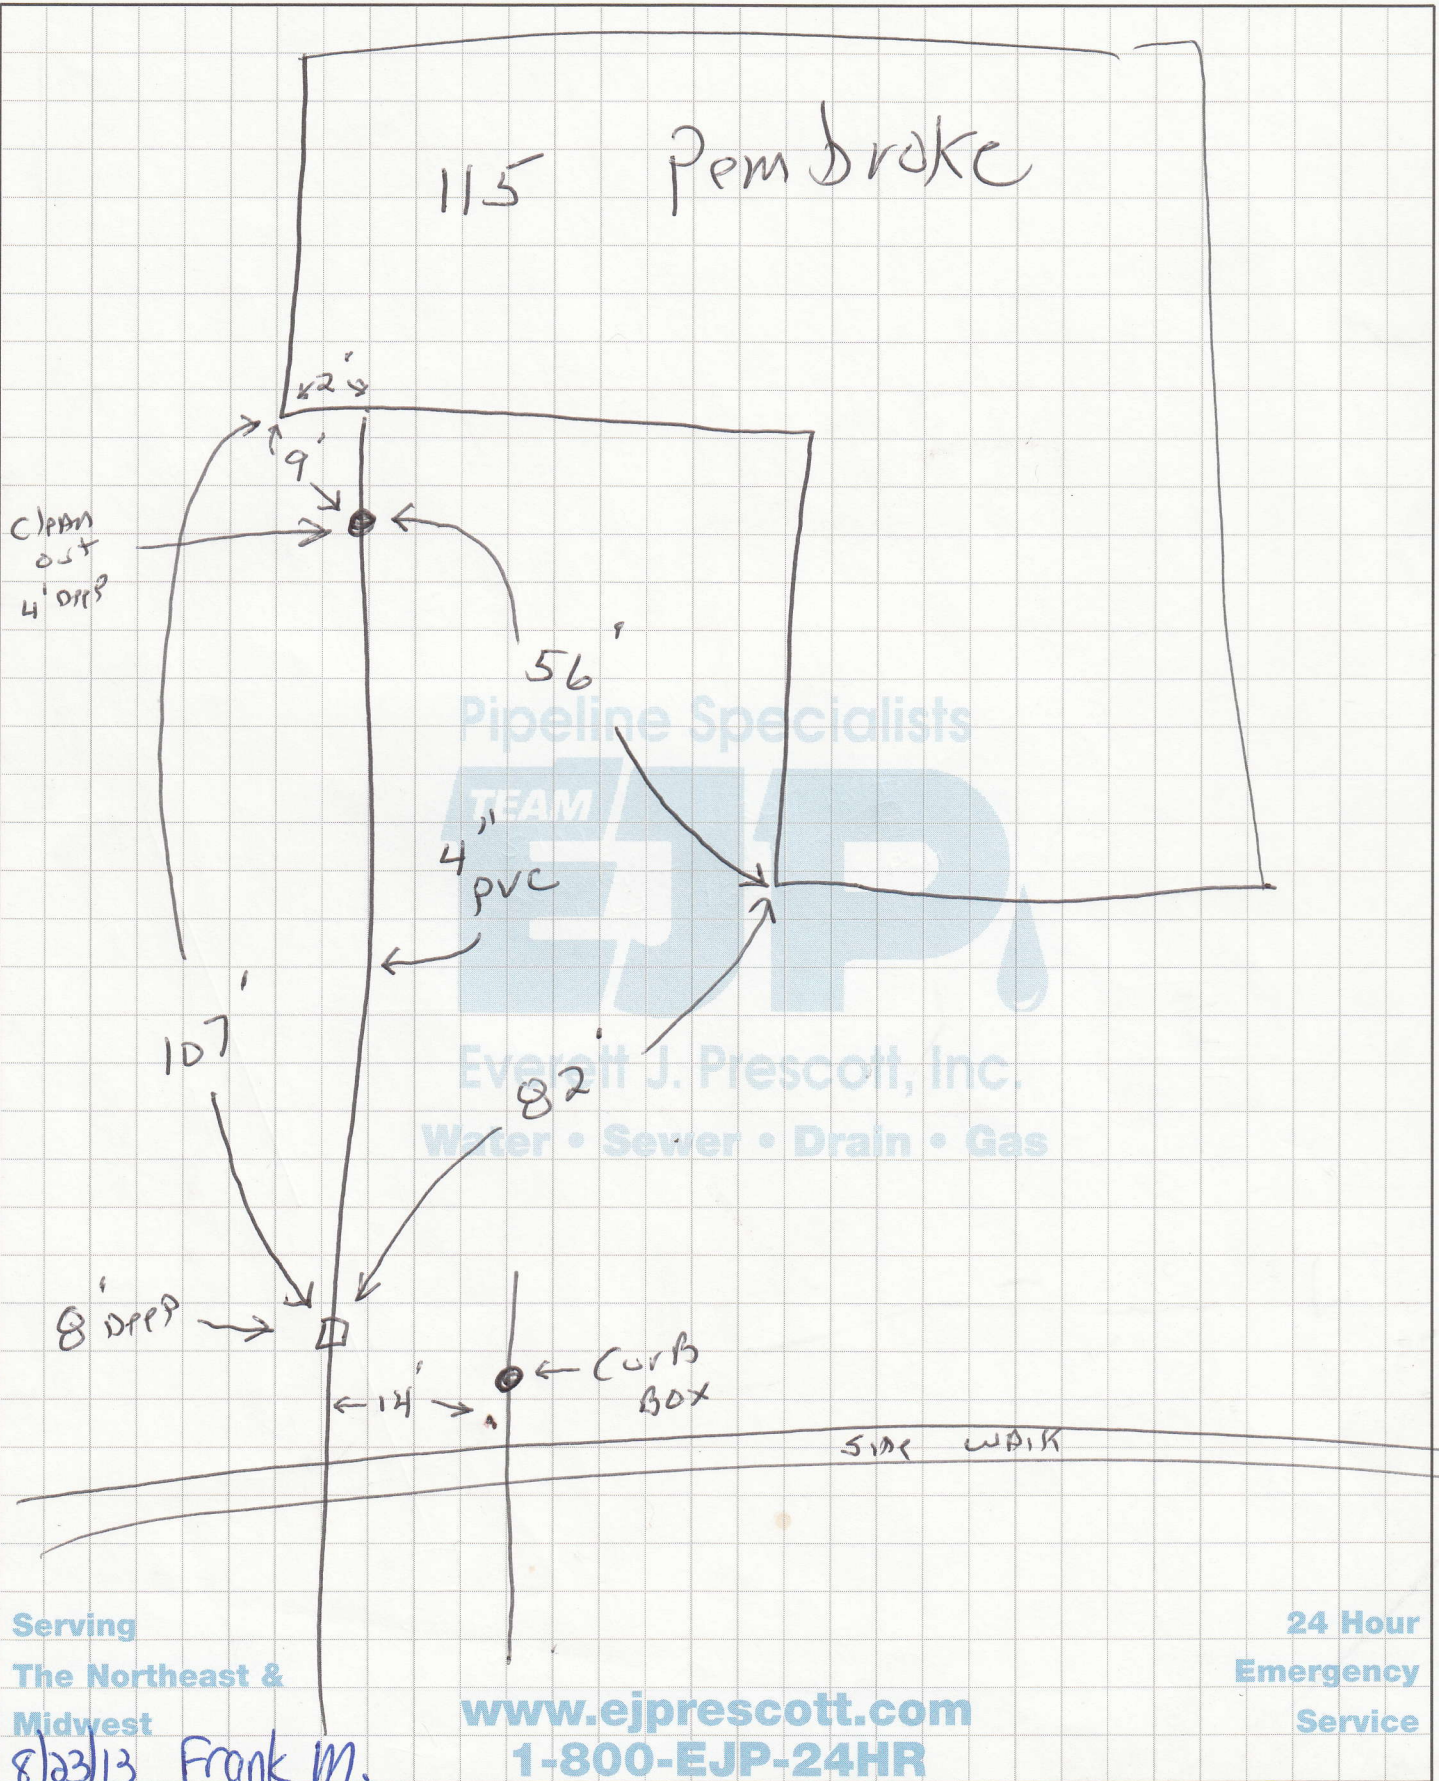 115 Pembroke
2'
9'
Clean
out
4' Deep
56'
Pipeline Specialists
TEAM
EJP
4"
PVC
107'
82'
Everett J. Prescott, Inc.
Water • Sewer • Drain • Gas
8' Deep
Curb
Box
14'
Side Walk
Serving
The Northeast &
Midwest
24 Hour
Emergency
Service
www.ejprescott.com
1-800-EJP-24HR
8/23/13 Frank M.